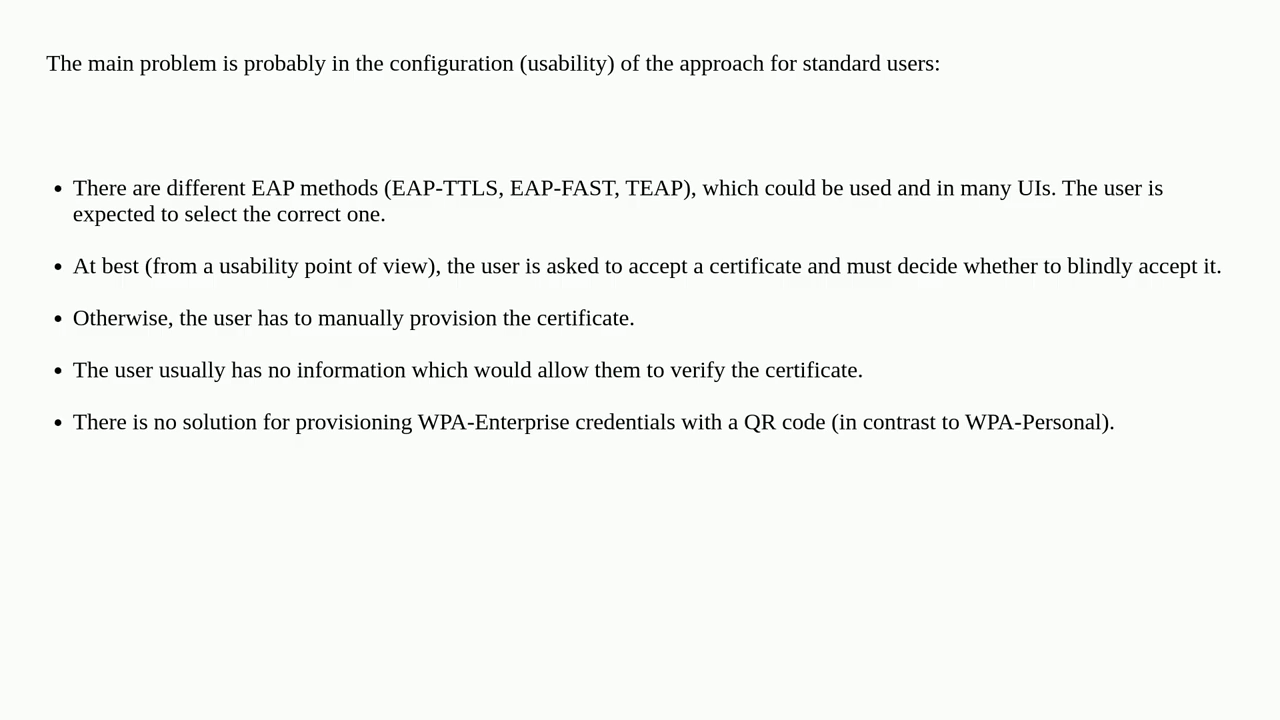 The main problem is probably in the configuration (usability) of the approach for standard users:
• There are different EAP methods (EAP-TTLS, EAP-FAST, TEAP), which could be used and in many UIs. The user is
expected to select the correct one.
• At best (from a usability point of view), the user is asked to accept a certificate and must decide whether to blindly accept it.
• Otherwise, the user has to manually provision the certificate.
• The user usually has no information which would allow them to verify the certificate.
• There is no solution for provisioning WPA-Enterprise credentials with a QR code (in contrast to WPA-Personal).